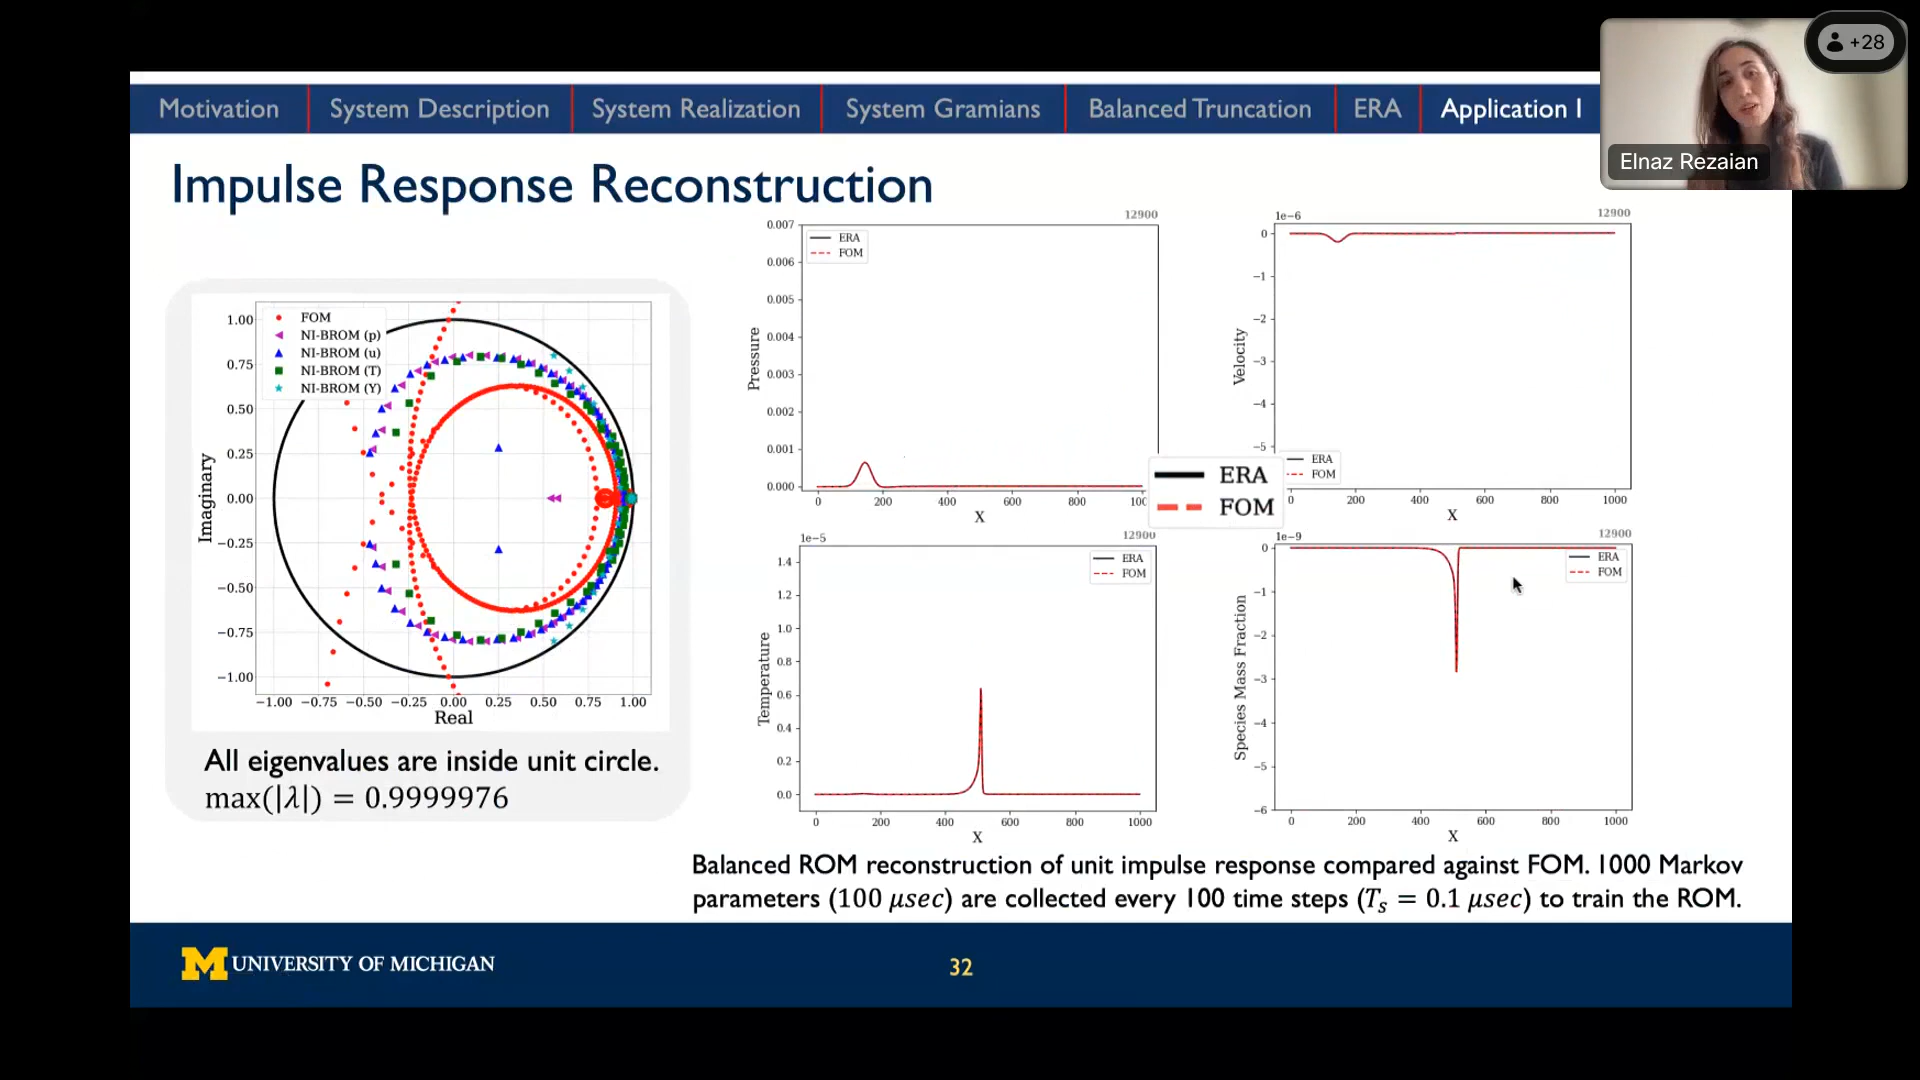 +28
Elnaz Rezaian
Motivation
System Description
System Realization
System Gramians
Balanced Truncation
ERA
Application I
Impulse Response Reconstruction
FOM
NI-BROM (p)
NI-BROM (u)
NI-BROM (T)
NI-BROM (Y)
1.00
0.75
0.50
0.25
0.00
−0.25
−0.50
−0.75
−1.00
Imaginary
−1.00 −0.75 −0.50 −0.25 0.00 0.25 0.50 0.75 1.00
Real
All eigenvalues are inside unit circle.
max(|λ|) = 0.9999976
12900
ERA
FOM
0.007
0.006
0.005
0.004
0.003
0.002
0.001
0.000
Pressure
0 200 400 600 800
X
1e−6
12900
0
−1
−2
−3
−4
−5
Velocity
ERA
FOM
0 200 400 600 800 1000
X
ERA
FOM
1e−5
12900
ERA
FOM
1.4
1.2
1.0
0.8
0.6
0.4
0.2
0.0
Temperature
0 200 400 600 800 1000
X
1e−9
12900
ERA
FOM
0
−1
−2
−3
−4
−5
−6
Species Mass Fraction
0 200 400 600 800 1000
X
Balanced ROM reconstruction of unit impulse response compared against FOM. 1000 Markov
parameters (100 μsec) are collected every 100 time steps (Tₛ = 0.1 μsec) to train the ROM.
M UNIVERSITY OF MICHIGAN
32